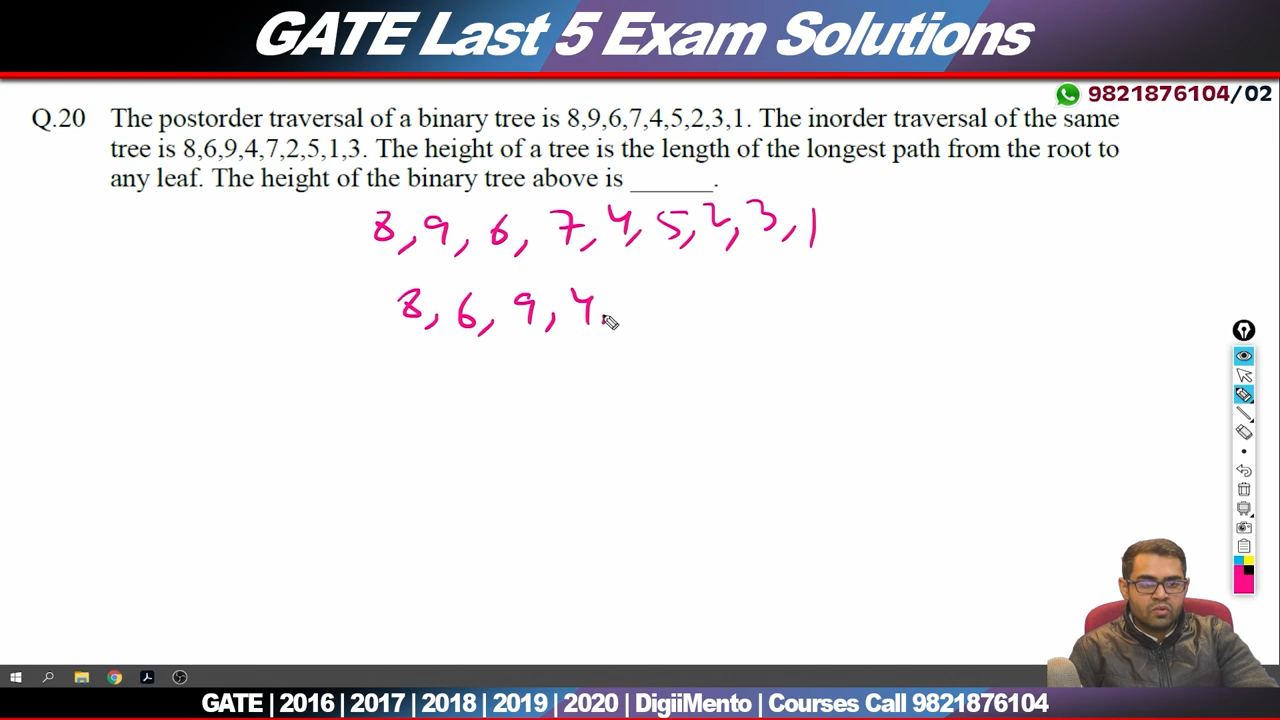 GATE Last 5 Exam Solutions
9821876104/02
Q.20 The postorder traversal of a binary tree is 8,9,6,7,4,5,2,3,1. The inorder traversal of the same
tree is 8,6,9,4,7,2,5,1,3. The height of a tree is the length of the longest path from the root to
any leaf. The height of the binary tree above is ______.
8, 9, 6, 7, 4, 5, 2, 3, 1
8, 6, 9, 4,
GATE | 2016 | 2017 | 2018 | 2019 | 2020 | DigiiMento | Courses Call 9821876104